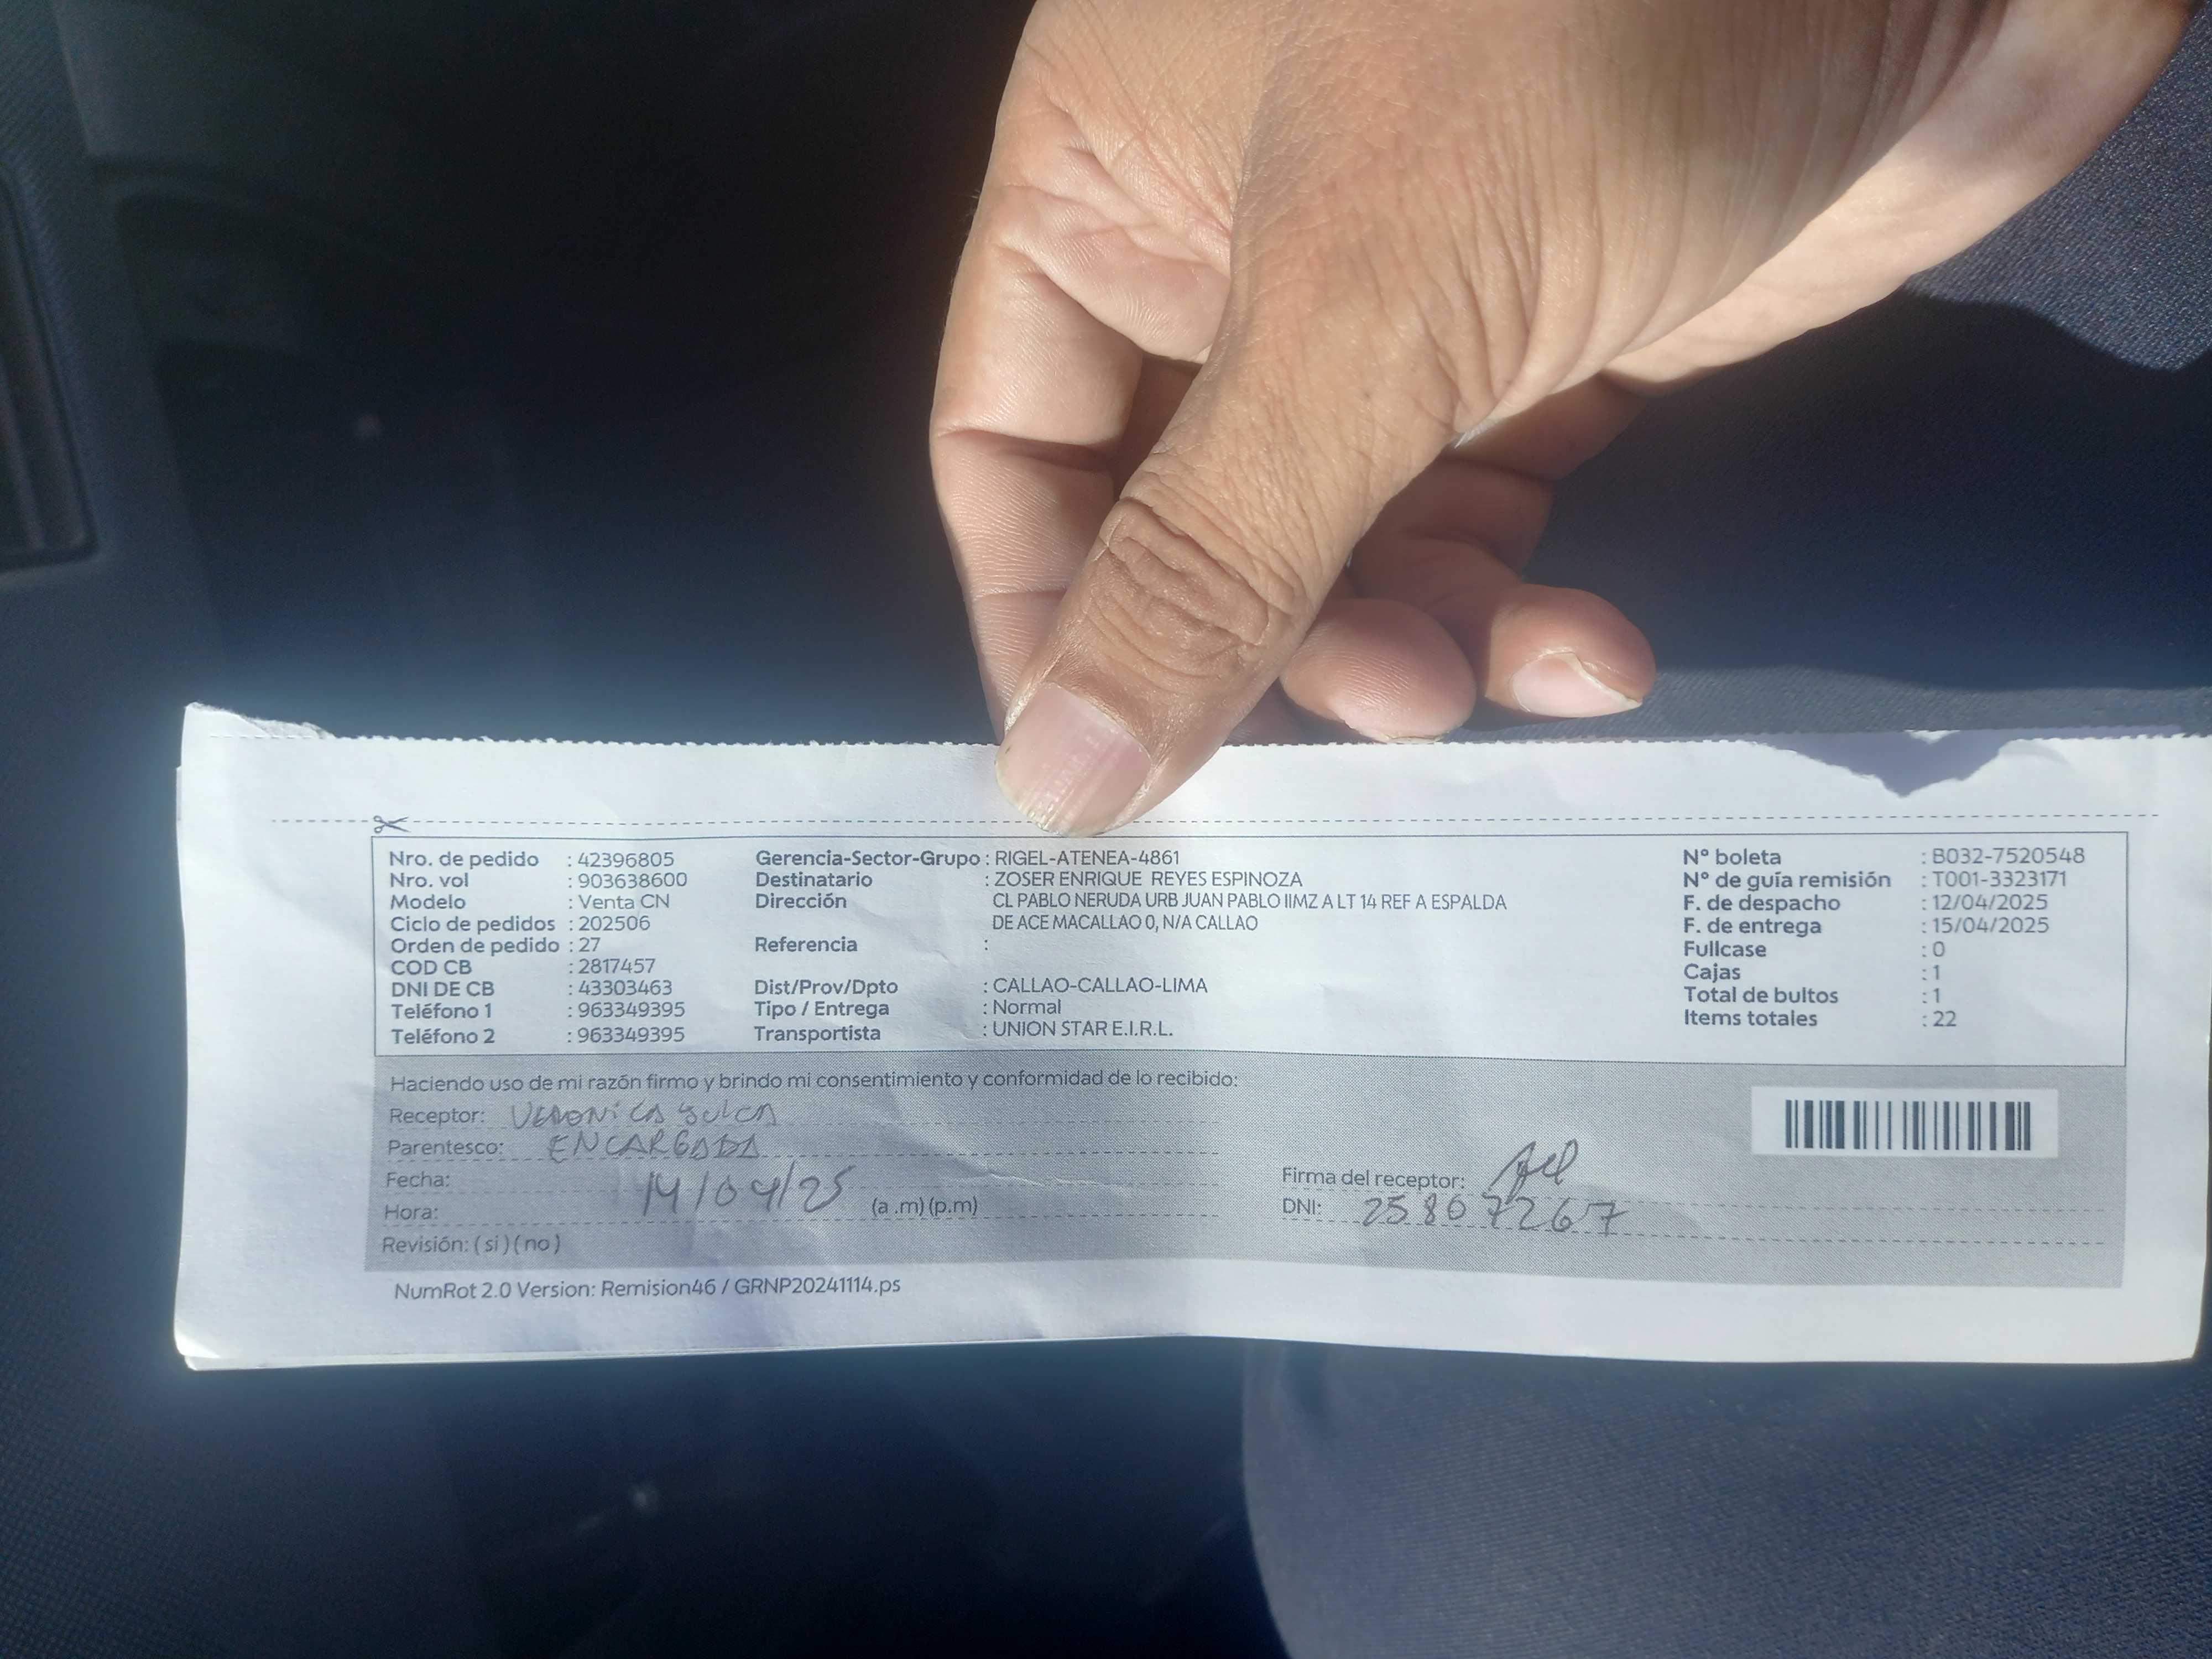 Nro. de pedido : 42396805
Nro. vol : 903638600
Modelo : Venta CN
Ciclo de pedidos : 202506
Orden de pedido : 27
COD CB : 2817457
DNI DE CB : 43303463
Teléfono 1 : 963349395
Teléfono 2 : 963349395
Gerencia-Sector-Grupo : RIGEL-ATENEA-4861
Destinatario : ZOSER ENRIQUE REYES ESPINOZA
Dirección CL PABLO NERUDA URB JUAN PABLO IIMZ A LT 14 REF A ESPALDA
DE ACE MACALLAO 0, N/A CALLAO
Referencia :
Dist/Prov/Dpto : CALLAO-CALLAO-LIMA
Tipo / Entrega : Normal
Transportista : UNION STAR E.I.R.L.
Nº boleta : B032-7520548
Nº de guía remisión : T001-3323171
F. de despacho : 12/04/2025
F. de entrega : 15/04/2025
Fullcase : 0
Cajas : 1
Total de bultos : 1
Items totales : 22
Haciendo uso de mi razón firmo y brindo mi consentimiento y conformidad de lo recibido:
Receptor: VERONICA SULCA
Parentesco: ENCARGADA
Fecha: 14/04/25
Hora: (a .m) (p.m)
Revisión: ( si ) ( no )
Firma del receptor:
DNI: 25867267
NumRot 2.0 Version: Remision46 / GRNP20241114.ps